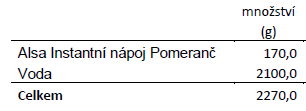 množství
(g)
Alsa Instantní nápoj Pomeranč 170,0
Voda 2100,0
Celkem 2270,0